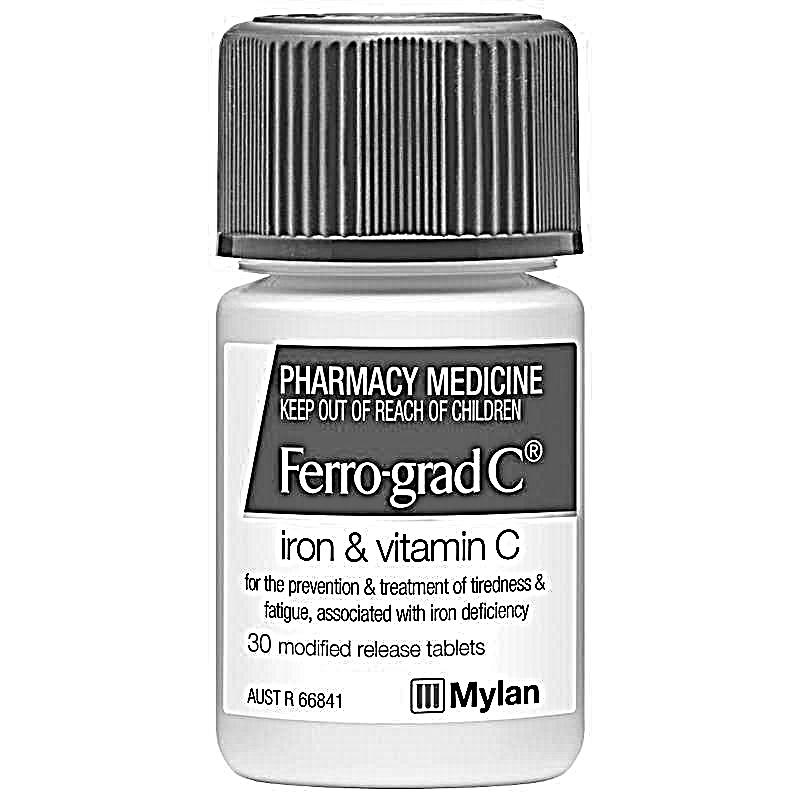 PHARMACY MEDICINE
KEEP OUT OF REACH OF CHILDREN
Ferro-grad C®
iron & vitamin C
for the prevention & treatment of tiredness &
fatigue, associated with iron deficiency
30 modified release tablets
AUST R 66841
Mylan